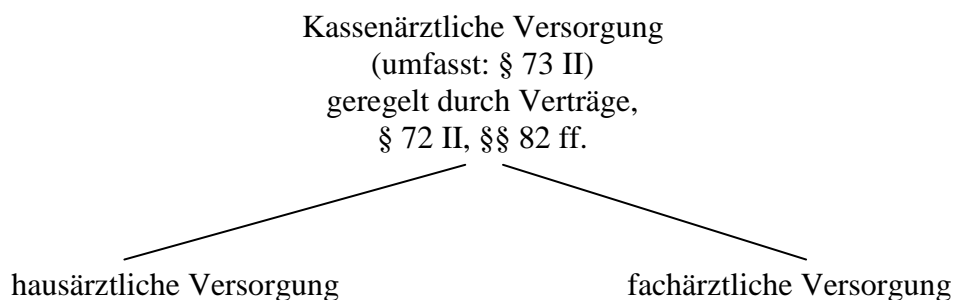 Kassenärztliche Versorgung
(umfasst: § 73 II)
geregelt durch Verträge,
§ 72 II, §§ 82 ff.
hausärztliche Versorgung
fachärztliche Versorgung